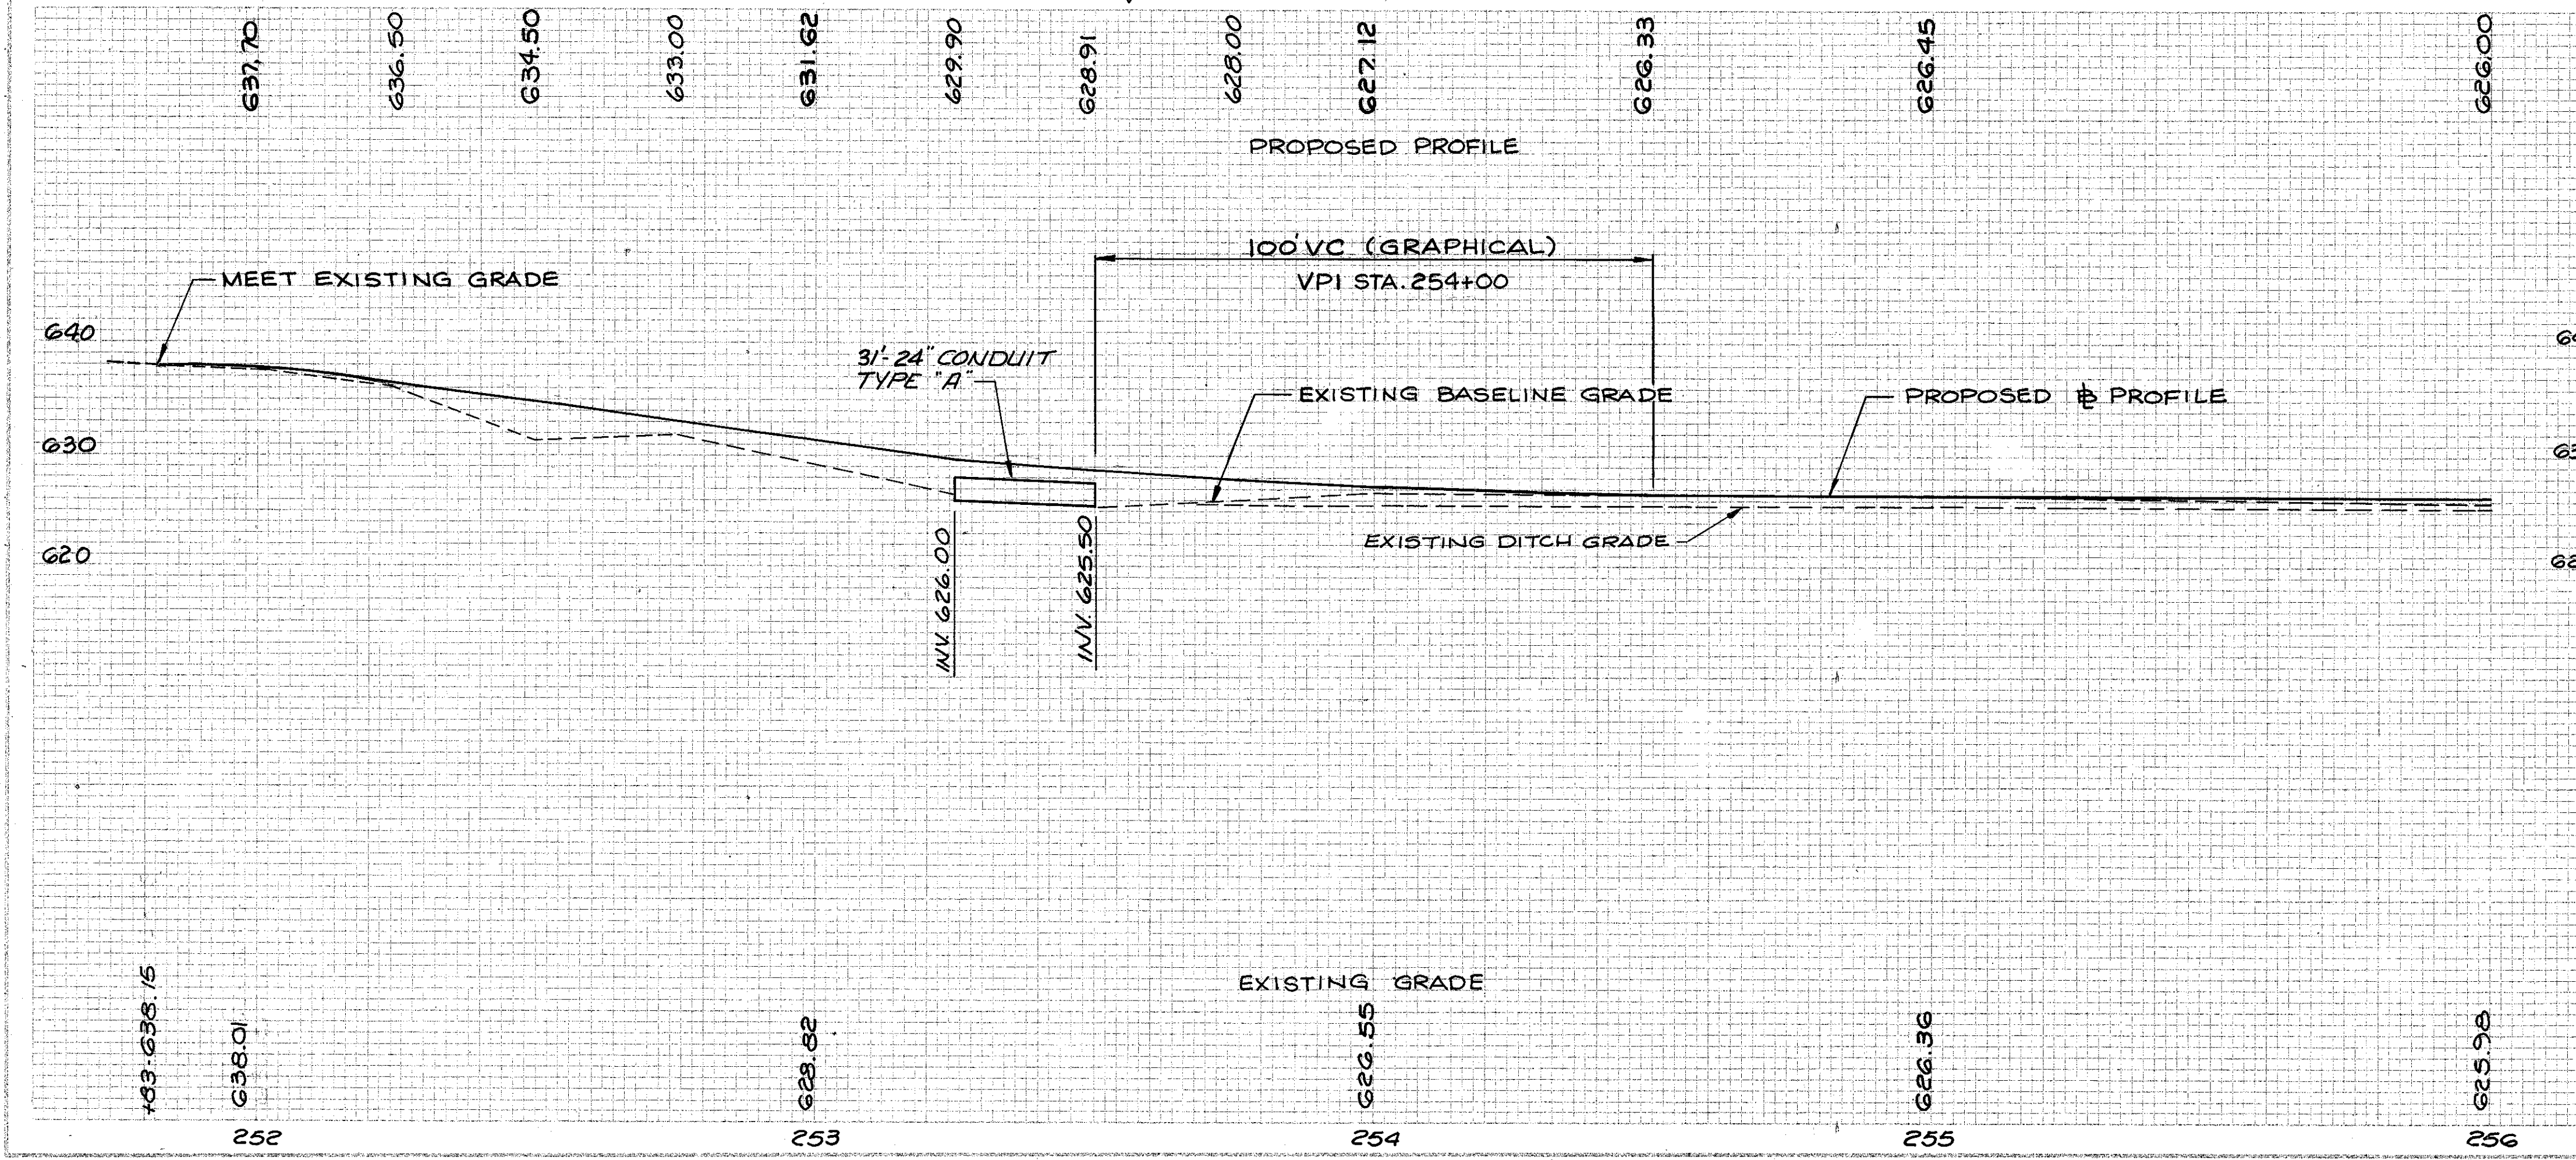 637.70
636.50
634.50
633.00
631.62
629.90
628.91
628.00
627.12
626.33
626.45
626.00
PROPOSED PROFILE
100' VC (GRAPHICAL)
VPI STA. 254+00
MEET EXISTING GRADE
640
31'-24" CONDUIT
TYPE "A"
EXISTING BASELINE GRADE
PROPOSED ⅊ PROFILE
630
EXISTING DITCH GRADE
620
INV. 626.00
INV. 625.50
EXISTING GRADE
+83-638.15
638.01
628.82
626.55
626.36
625.98
252
253
254
255
256